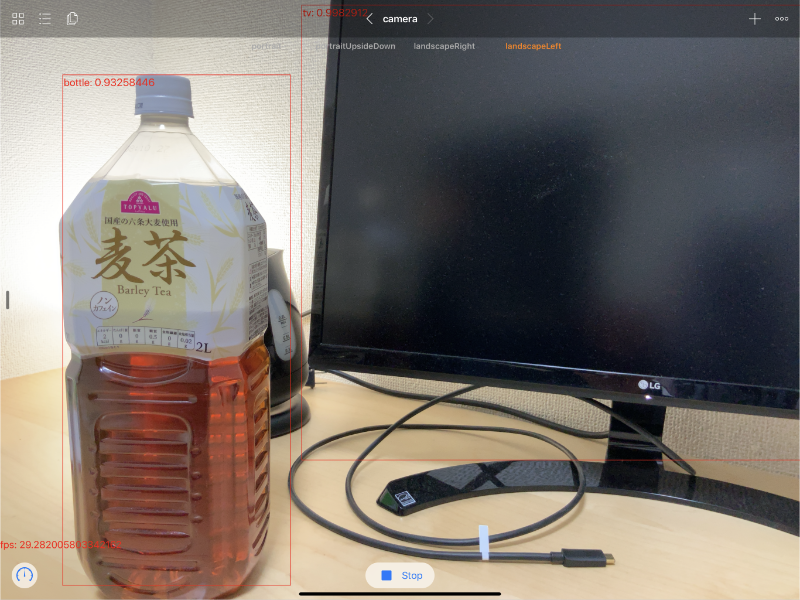 tv: 0.9982912
camera
portrait
portraitUpsideDown
landscapeRight
landscapeLeft
bottle: 0.93258446
TOPVALU
国産の六条大麦使用
麦茶
Barley Tea
ノン
カフェイン
2L
LG
fps: 29.2820058
Stop